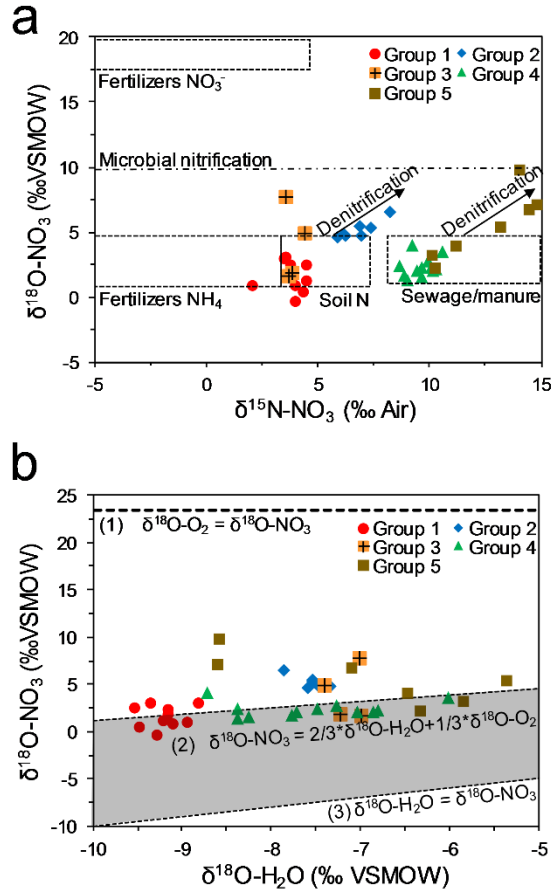 a
20
15
10
5
0
-5
δ¹⁸O-NO₃ (‰VSMOW)
Group 1 Group 2
Group 3 Group 4
Group 5
Fertilizers NO₃⁻
Microbial nitrification
Denitrification
Denitrification
Fertilizers NH₄
Soil N
Sewage/manure
-5 0 5 10 15
δ¹⁵N-NO₃ (‰ Air)
b
25
20
15
10
5
0
-5
-10
δ¹⁸O-NO₃ (‰VSMOW)
(1) δ¹⁸O-O₂ = δ¹⁸O-NO₃
Group 1 Group 2
Group 3 Group 4
Group 5
(2) δ¹⁸O-NO₃ = 2/3*δ¹⁸O-H₂O+1/3*δ¹⁸O-O₂
(3) δ¹⁸O-H₂O = δ¹⁸O-NO₃
-10 -9 -8 -7 -6 -5
δ¹⁸O-H₂O (‰ VSMOW)